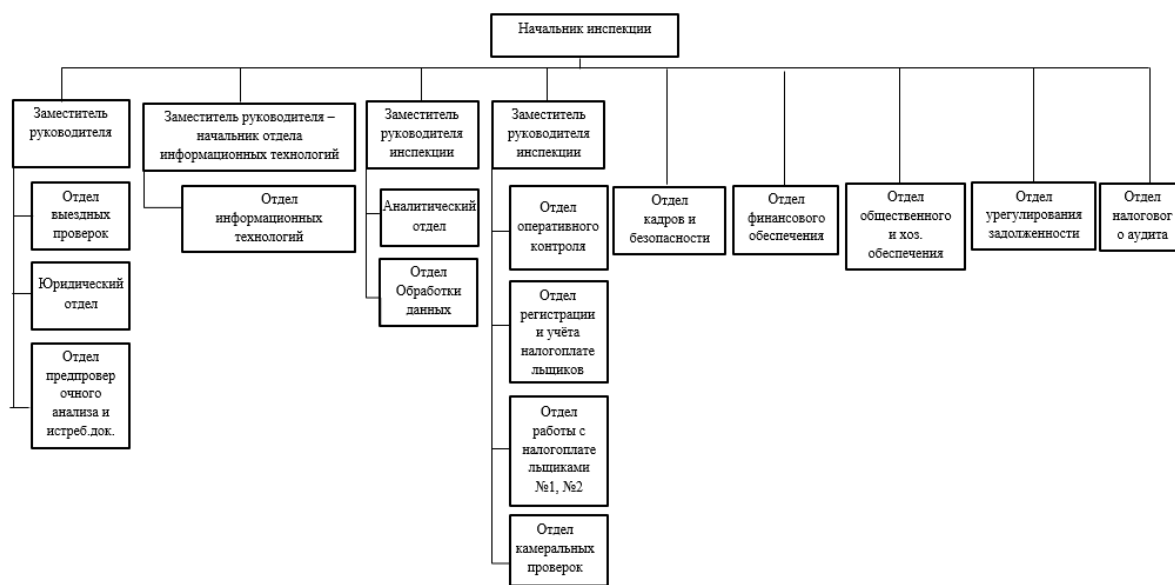 Начальник инспекции
Заместитель
руководителя
Заместитель руководителя –
начальник отдела
информационных технологий
Заместитель
руководителя
инспекции
Заместитель
руководителя
инспекции
Отдел
выездных
проверок
Юридический
отдел
Отдел
предпровер
очного
анализа и
истреб.док.
Отдел
информационных
технологий
Аналитический
отдел
Отдел
Обработки
данных
Отдел
оперативного
контроля
Отдел
регистрации
и учёта
налогоплате
льщиков
Отдел
работы с
налогоплате
льщиками
№1, №2
Отдел
камеральных
проверок
Отдел
кадров и
безопасности
Отдел
финансового
обеспечения
Отдел
общественного
и хоз.
обеспечения
Отдел
урегулирования
задолженности
Отдел
налогог
о аудита